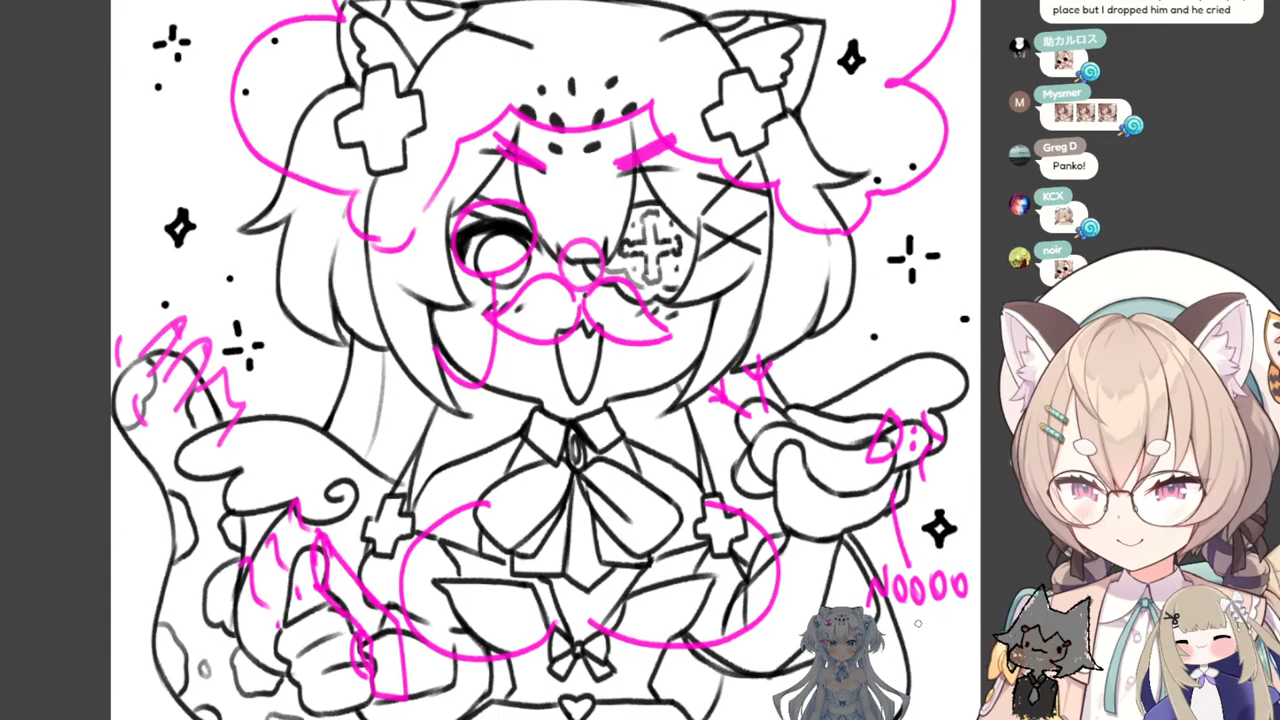 place but I dropped him and he cried
助カルロス
Mysmer
M
Greg D
Panko!
KCX
noir
NOOOO